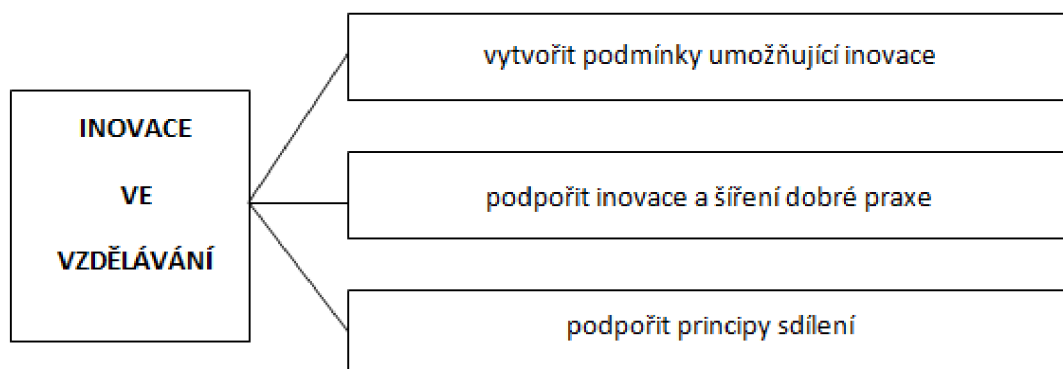 INOVACE
VE
VZDĚLÁVÁNÍ
vytvořit podmínky umožňující inovace
podpořit inovace a šíření dobré praxe
podpořit principy sdílení